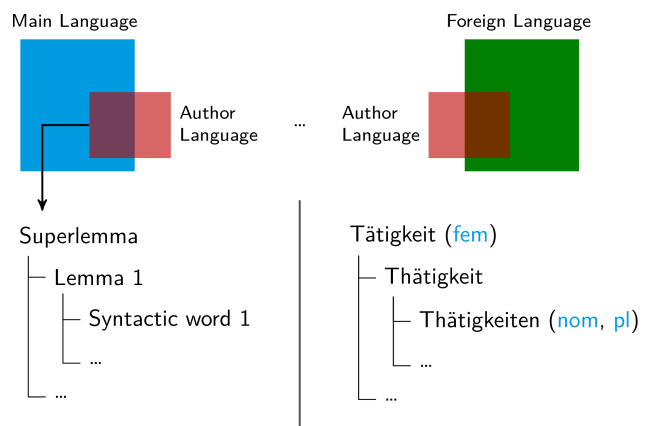 Main Language
Foreign Language
Author
Language
...
Author
Language
Superlemma
Lemma 1
Syntactic word 1
...
...
Tätigkeit (fem)
Thätigkeit
Thätigkeiten (nom, pl)
...
...